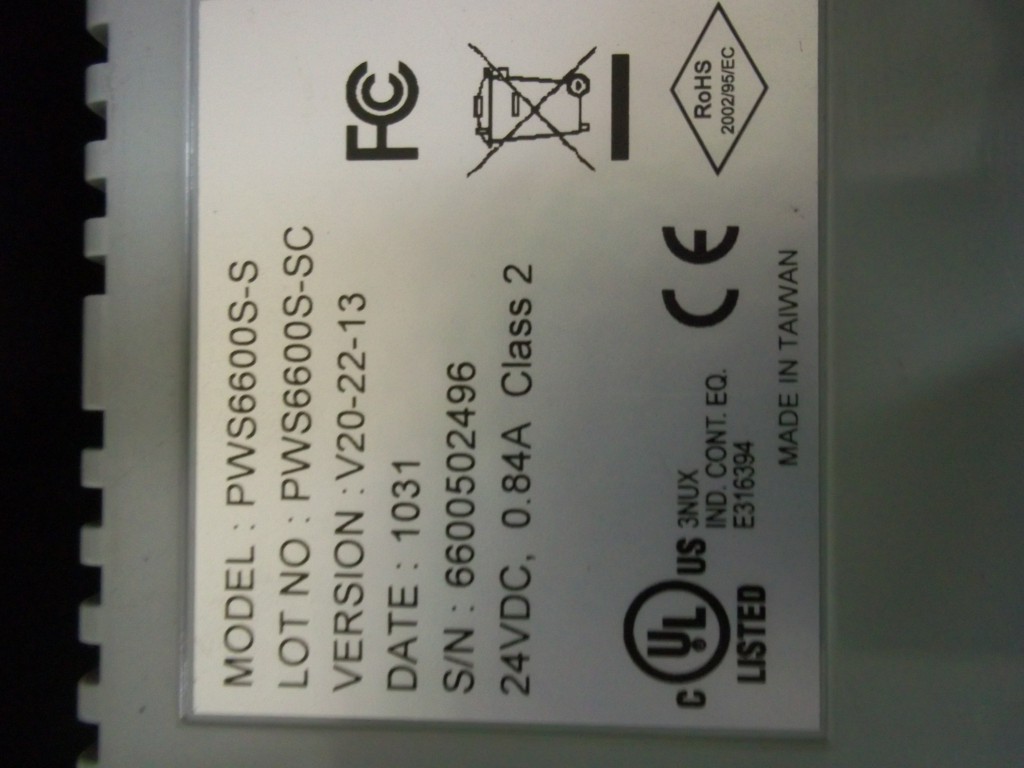 MODEL : PWS6600S-S
LOT NO : PWS6600S-SC
VERSION : V20-22-13
DATE : 1031
S/N : 6600502496
24VDC, 0.84A Class 2
FC
RoHS
2002/95/EC
C UL US
LISTED
3NUX
IND. CONT. EQ.
E316394
CE
MADE IN TAIWAN